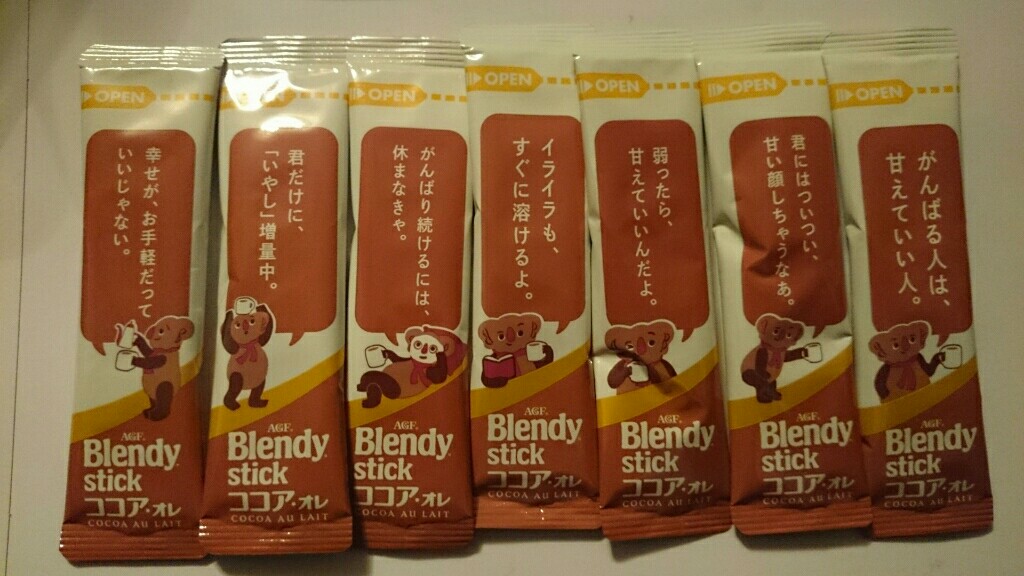 OPEN
幸せが、お手軽だって
いいじゃない。
AGF
Blendy
stick
ココア・オレ
COCOA AU LAIT
君だけに、
「いやし」増量中。
AGF
Blendy
stick
ココア・オレ
COCOA AU LAIT
OPEN
がんばり続けるには、
休まなきゃ。
AGF
Blendy
stick
ココア・オレ
COCOA AU LAIT
OPEN
イライラも、
すぐに溶けるよ。
AGF
Blendy
stick
ココア・オレ
COCOA AU LAIT
OPEN
弱ったら、
甘えていいんだよ。
AGF
Blendy
stick
ココア・オレ
COCOA AU LAIT
OPEN
君にはついつい、
甘い顔しちゃうなあ。
AGF
Blendy
stick
ココア・オレ
COCOA AU LAIT
OPEN
がんばる人は、
甘えていい人。
AGF
Blendy
stick
ココア・オレ
COCOA AU LAIT